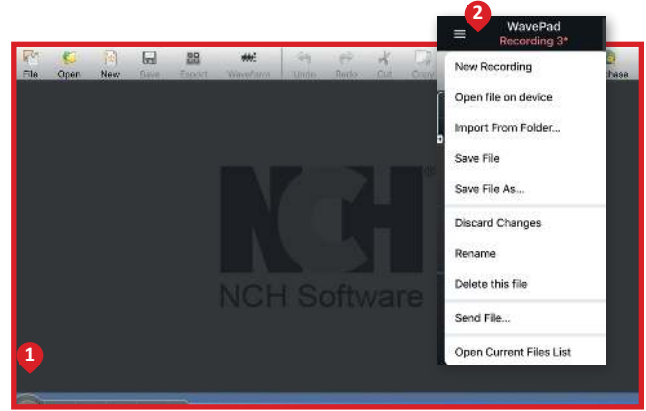 2
WavePad
Recording 3*
File Open New Save Export Waveform Undo Redo Cut Copy
New Recording
Open file on device
Import From Folder...
Save File
Save File As...
Discard Changes
Rename
Delete this file
Send File...
Open Current Files List
NCH
®
NCH Software
1